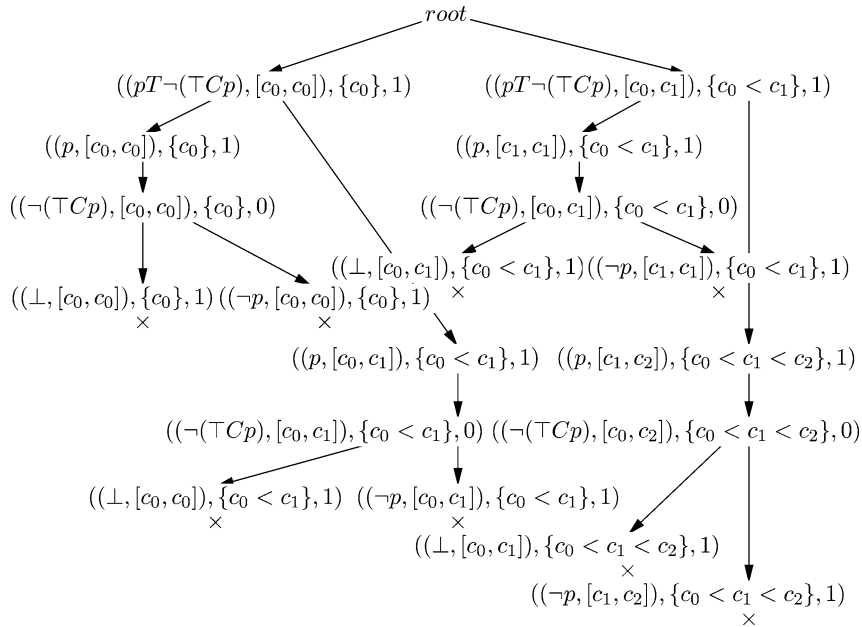 root
((pT¬(⊤Cp), [c₀, c₀]), {c₀}, 1) ((pT¬(⊤Cp), [c₀, c₁]), {c₀ < c₁}, 1)
((p, [c₀, c₀]), {c₀}, 1) ((p, [c₁, c₁]), {c₀ < c₁}, 1)
((¬(⊤Cp), [c₀, c₀]), {c₀}, 0) ((¬(⊤Cp), [c₀, c₁]), {c₀ < c₁}, 0)
((⊥, [c₀, c₁]), {c₀ < c₁}, 1) ((¬p, [c₁, c₁]), {c₀ < c₁}, 1)
× ×
((⊥, [c₀, c₀]), {c₀}, 1) ((¬p, [c₀, c₀]), {c₀}, 1)
× ×
((p, [c₀, c₁]), {c₀ < c₁}, 1) ((p, [c₁, c₂]), {c₀ < c₁ < c₂}, 1)
((¬(⊤Cp), [c₀, c₁]), {c₀ < c₁}, 0) ((¬(⊤Cp), [c₀, c₂]), {c₀ < c₁ < c₂}, 0)
((⊥, [c₀, c₀]), {c₀ < c₁}, 1) ((¬p, [c₀, c₁]), {c₀ < c₁}, 1)
× ×
((⊥, [c₀, c₁]), {c₀ < c₁ < c₂}, 1)
×
((¬p, [c₁, c₂]), {c₀ < c₁ < c₂}, 1)
×